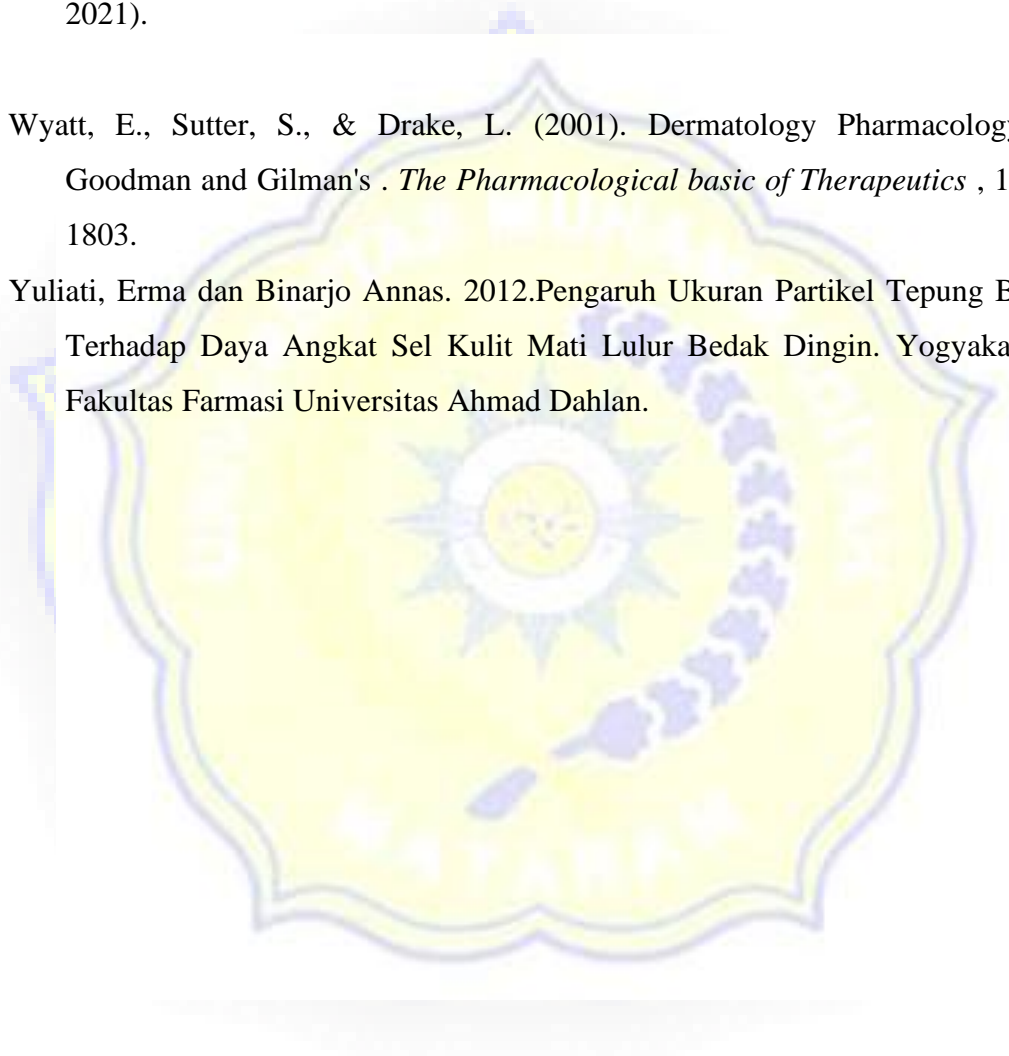 2021).
Wyatt, E., Sutter, S., & Drake, L. (2001). Dermatology Pharmacology
Goodman and Gilman's . The Pharmacological basic of Therapeutics , 1
1803.
Yuliati, Erma dan Binarjo Annas. 2012.Pengaruh Ukuran Partikel Tepung B
Terhadap Daya Angkat Sel Kulit Mati Lulur Bedak Dingin. Yogyaka
Fakultas Farmasi Universitas Ahmad Dahlan.
MATARAM